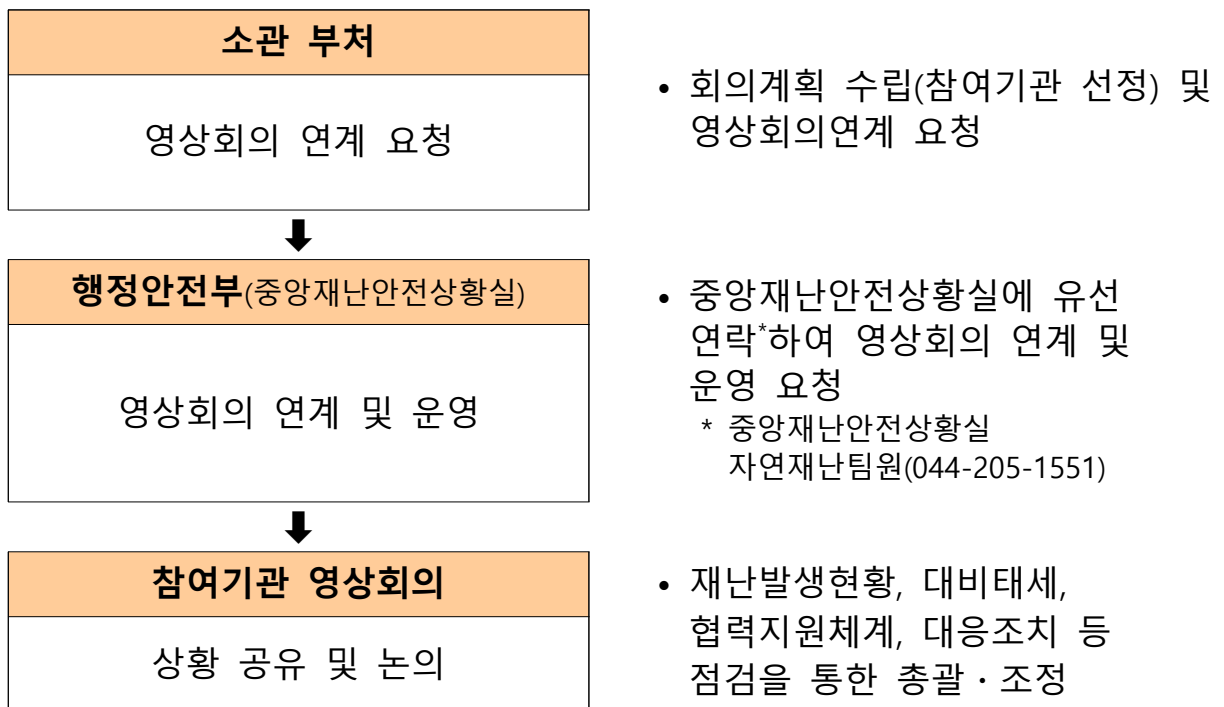 소관 부처
영상회의 연계 요청
• 회의계획 수립(참여기관 선정) 및
영상회의연계 요청
행정안전부(중앙재난안전상황실)
영상회의 연계 및 운영
• 중앙재난안전상황실에 유선
연락*하여 영상회의 연계 및
운영 요청
* 중앙재난안전상황실
자연재난팀원(044-205-1551)
참여기관 영상회의
상황 공유 및 논의
• 재난발생현황, 대비태세,
협력지원체계, 대응조치 등
점검을 통한 총괄・조정